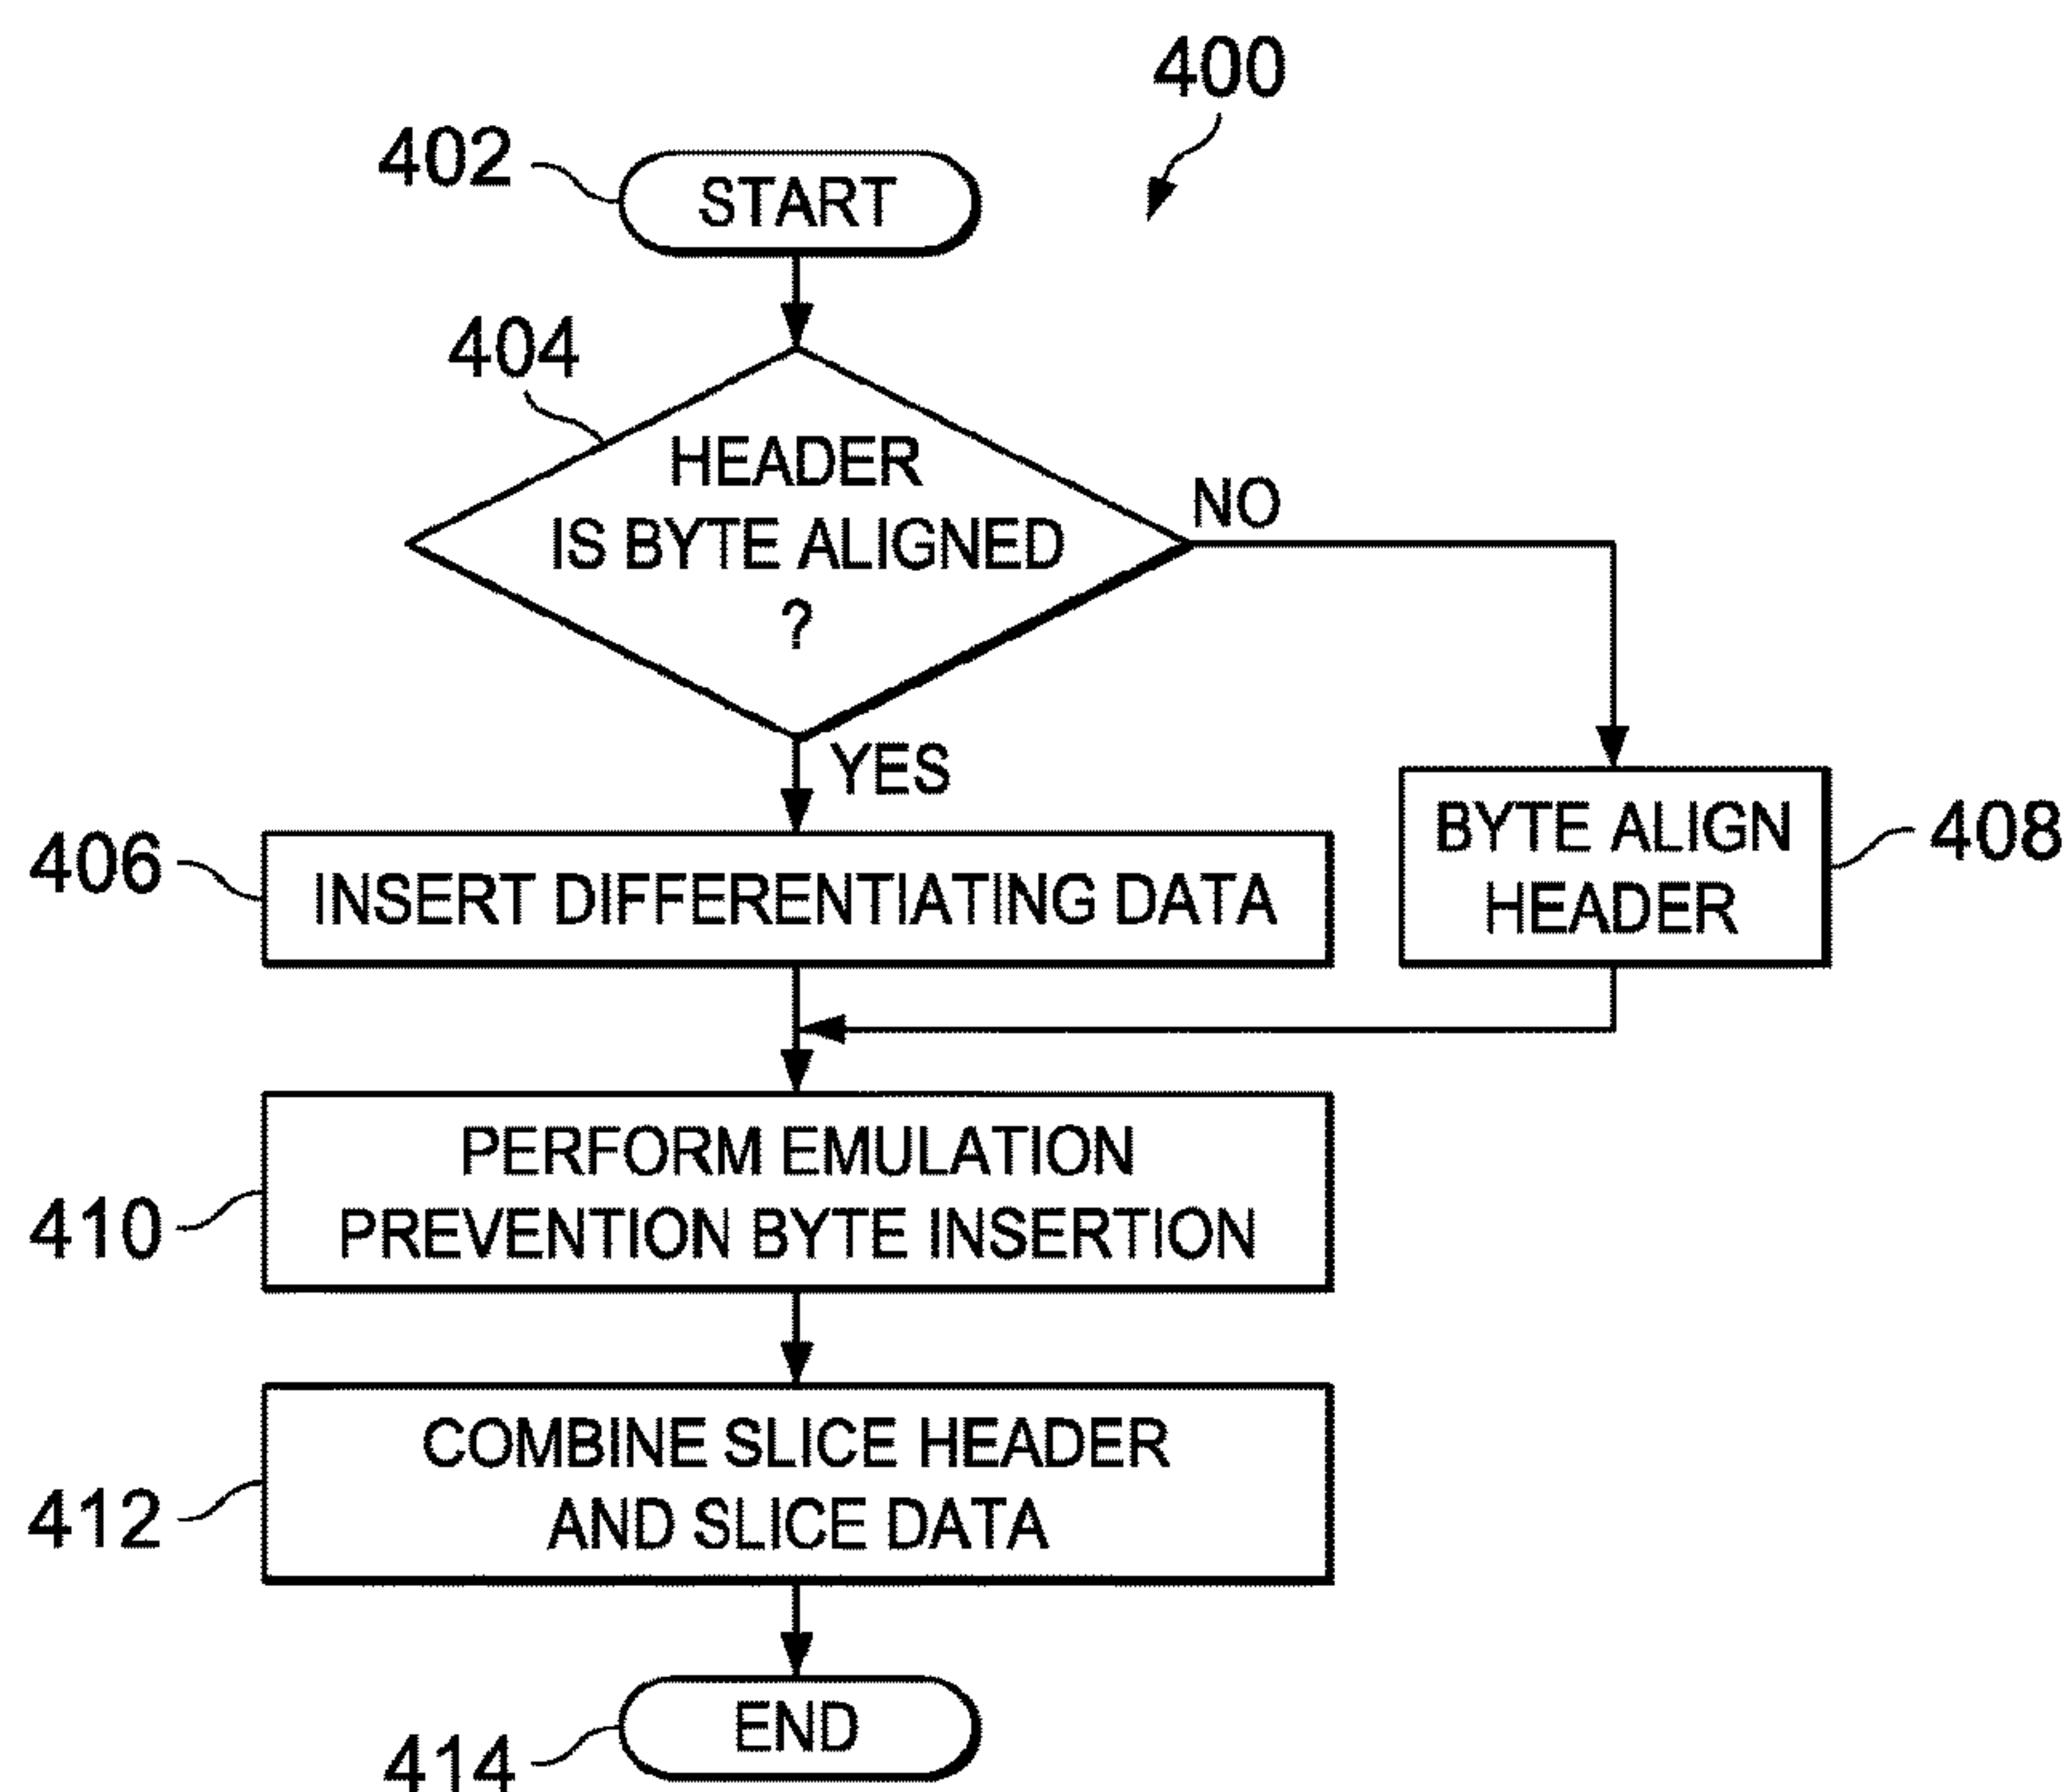 400
402
START
404
HEADER
IS BYTE ALIGNED
?
NO
YES
406
INSERT DIFFERENTIATING DATA
BYTE ALIGN
HEADER
408
410
PERFORM EMULATION
PREVENTION BYTE INSERTION
412
COMBINE SLICE HEADER
AND SLICE DATA
END
414